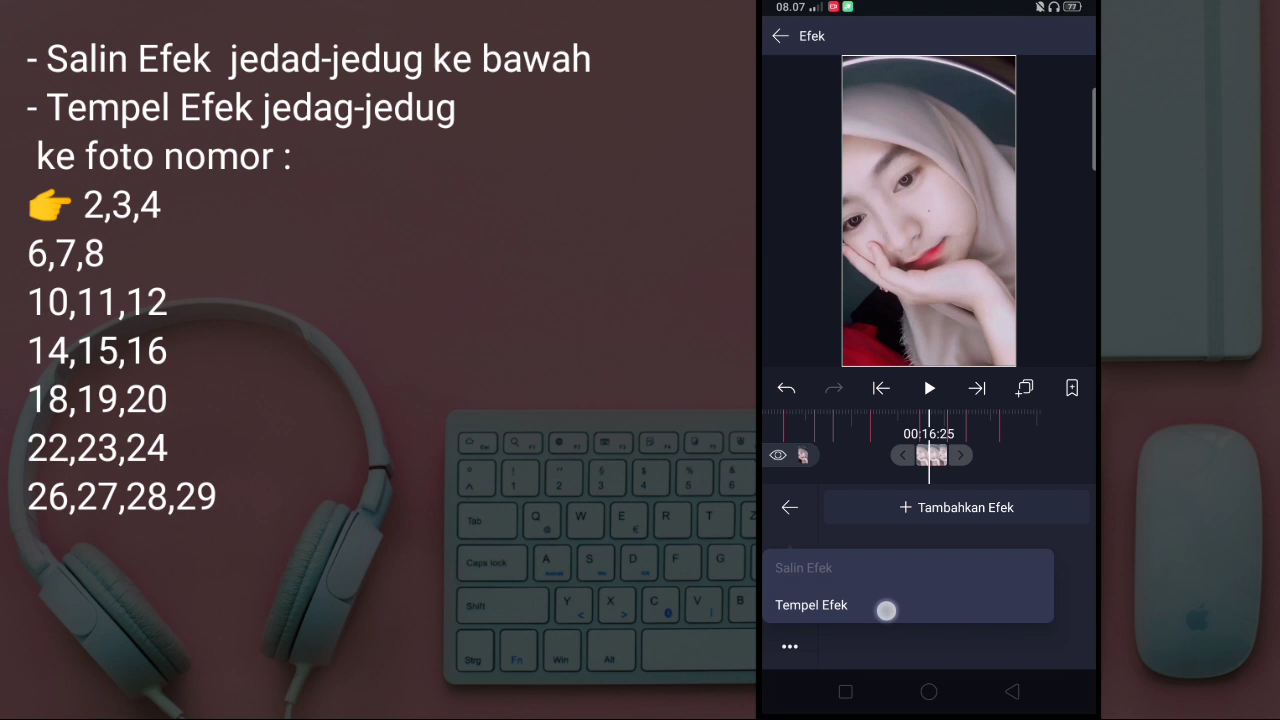 - Salin Efek  jedad-jedug ke bawah
- Tempel Efek jedag-jedug
ke foto nomor :
👉 2,3,4
6,7,8
10,11,12
14,15,16
18,19,20
22,23,24
26,27,28,29
08.07
77
Efek
00:16:25
+ Tambahkan Efek
Salin Efek
Tempel Efek
Tab
Q
W
E
R
T
Z
Caps lock
A
S
D
F
G
Shift
Y
X
C
V
B
Strg
Fn
Win
Alt